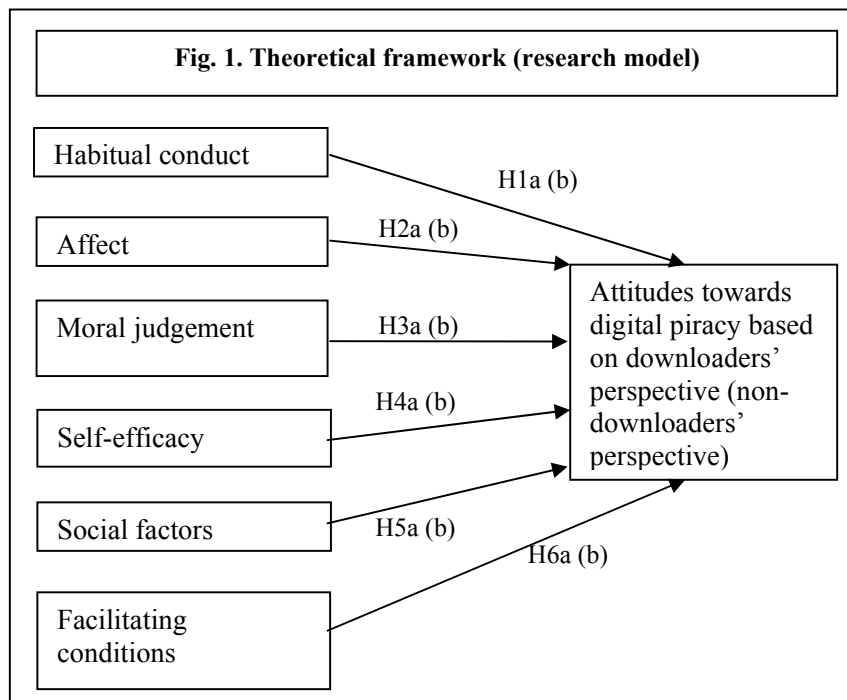 Fig. 1. Theoretical framework (research model)
Habitual conduct
H1a (b)
Affect
H2a (b)
Moral judgement
H3a (b)
Self-efficacy
H4a (b)
Social factors
H5a (b)
Facilitating
conditions
H6a (b)
Attitudes towards
digital piracy based
on downloaders’
perspective (non-
downloaders’
perspective)